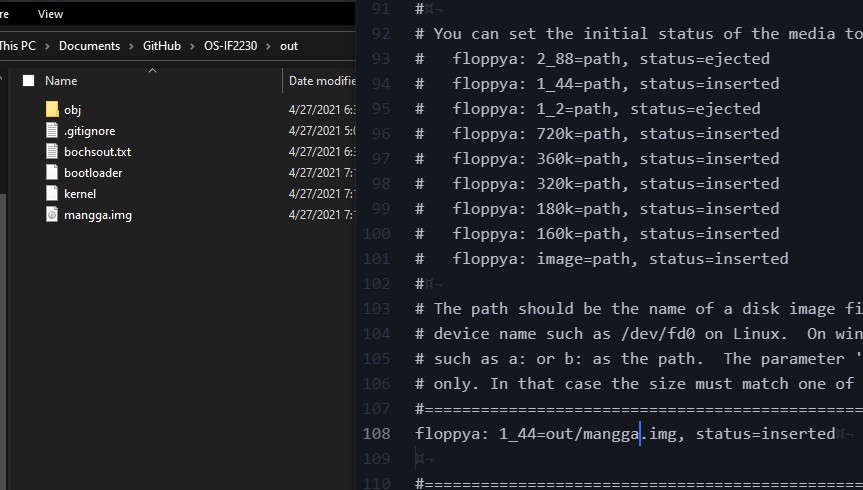 re View
This PC > Documents > GitHub > OS-IF2230 > out
Name Date modifie
obj 4/27/2021 6:3
.gitignore 4/27/2021 5:0
bochsout.txt 4/27/2021 6:3
bootloader 4/27/2021 7:1
kernel 4/27/2021 7:1
mangga.img 4/27/2021 7:1
91 #¤¬
92 # You can set the initial status of the media to
93 #   floppya: 2_88=path, status=ejected
94 #   floppya: 1_44=path, status=inserted
95 #   floppya: 1_2=path, status=ejected
96 #   floppya: 720k=path, status=inserted
97 #   floppya: 360k=path, status=inserted
98 #   floppya: 320k=path, status=inserted
99 #   floppya: 180k=path, status=inserted
100 #   floppya: 160k=path, status=inserted
101 #   floppya: image=path, status=inserted
102 #¤¬
103 # The path should be the name of a disk image fi
104 # device name such as /dev/fd0 on Linux.  On win
105 # such as a: or b: as the path.  The parameter '
106 # only. In that case the size must match one of
107 #===============================================
108 floppya: 1_44=out/mangga.img, status=inserted¤¬
109 ¤¬
110 #===============================================